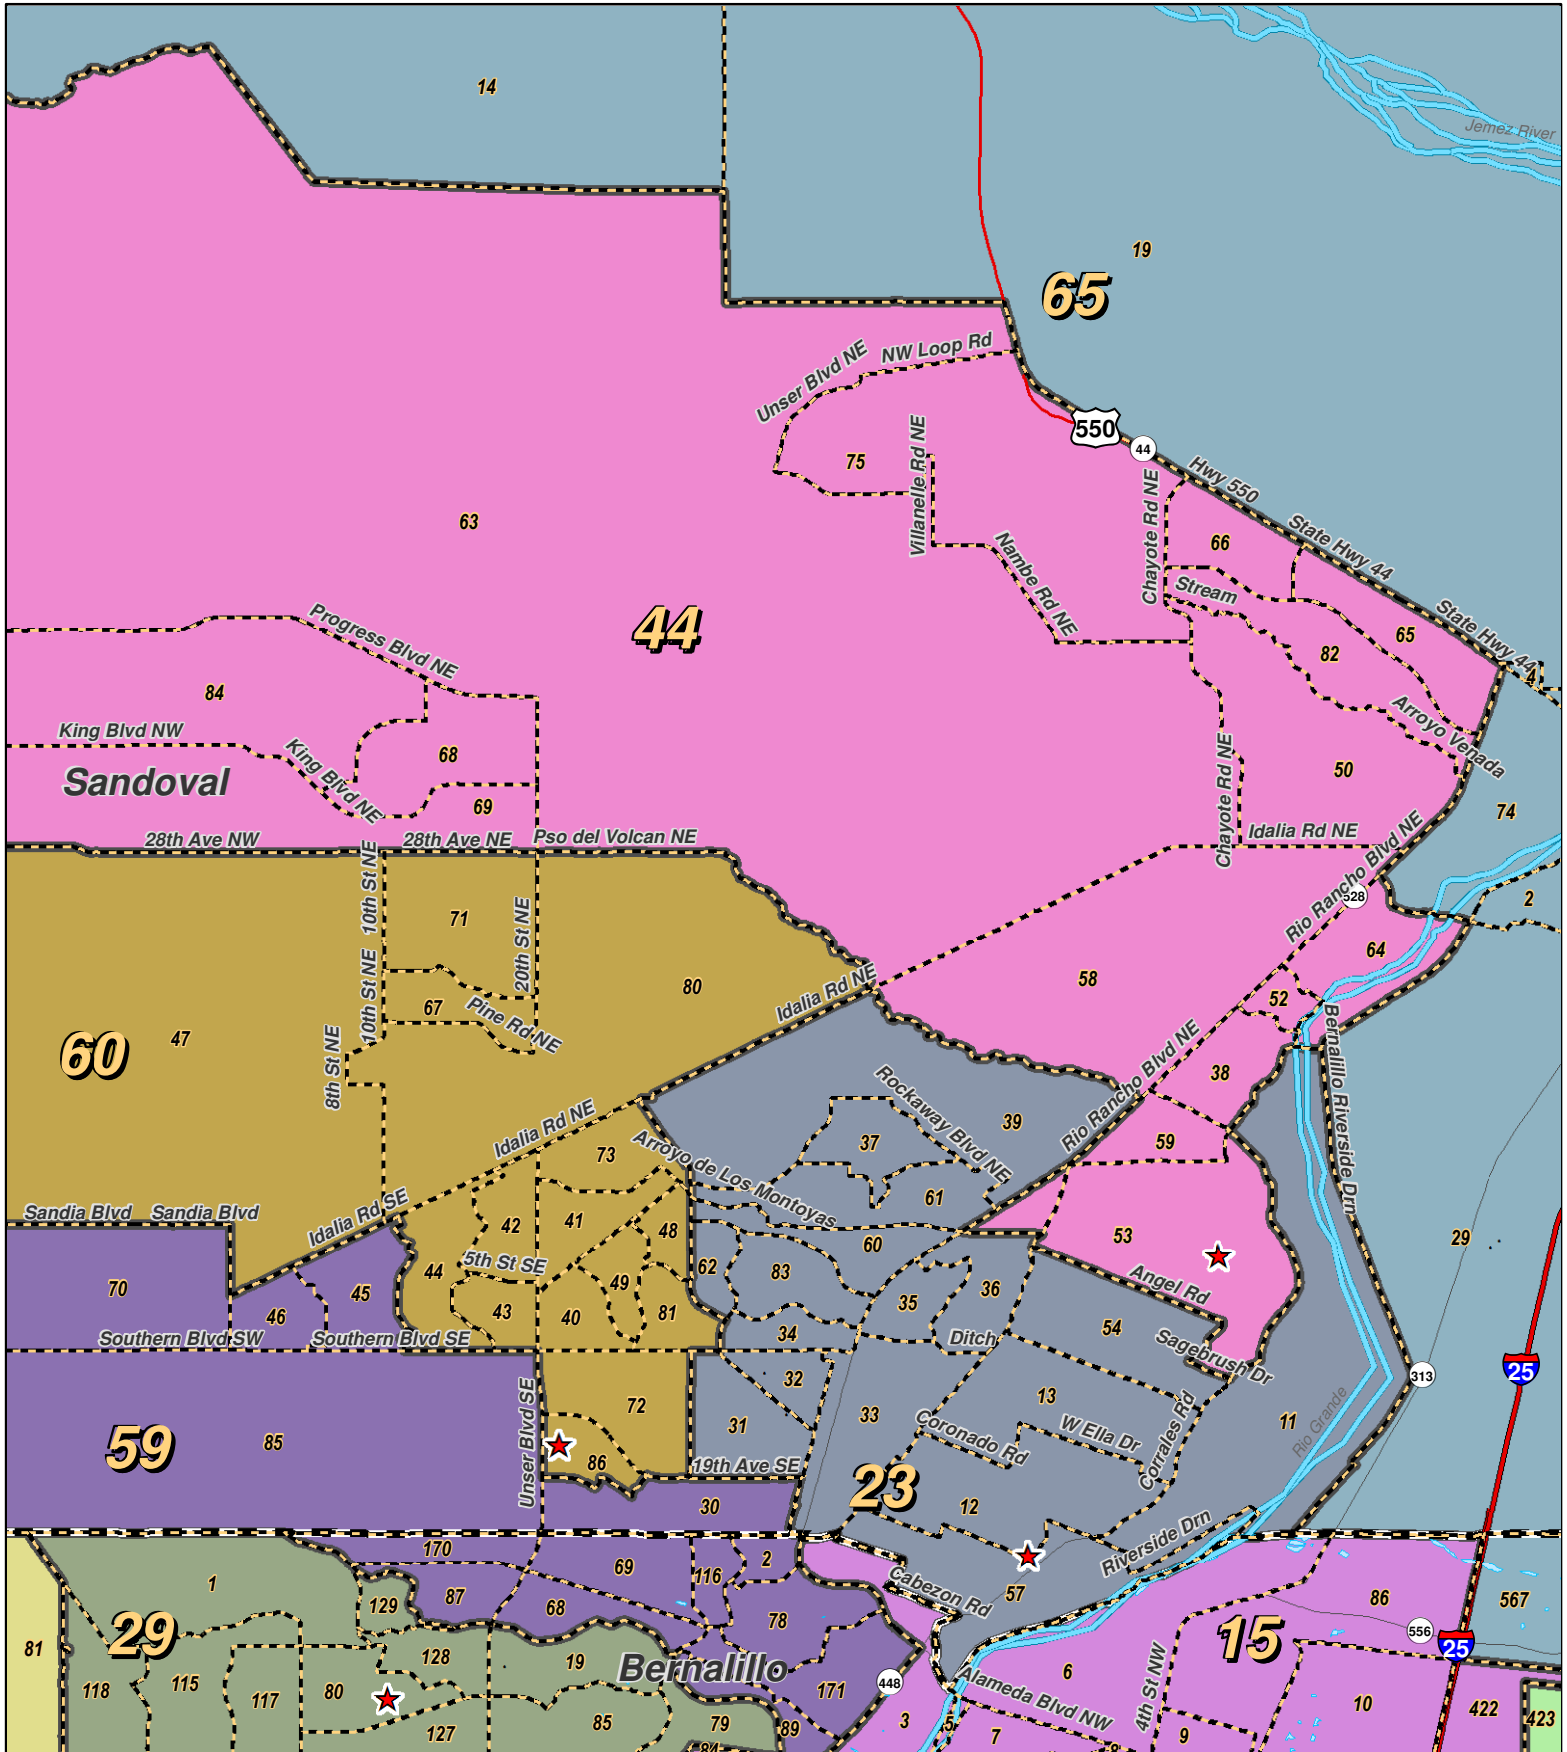 14
Jemez River
19
65
NW Loop Rd
Unser Blvd NE
550
44
75
Villanelle Rd NE
Hwy 550
Chayote Rd NE
63
66
State Hwy 44
Nambe Rd NE
Stream
State Hwy 44
Progress Blvd NE
44
65
82
4
84
Arroyo Venada
King Blvd NW
King Blvd NE
68
50
Sandoval
69
Chayote Rd NE
74
28th Ave NW
28th Ave NE
Pso del Volcan NE
Idalia Rd NE
Rio Rancho Blvd NE
528
2
10th St NE
71
20th St NE
64
80
Idalia Rd NE
58
52
10th St NE
67
Pine Rd NE
60
47
8th St NE
Bernalillo Riverside Drn
38
Rio Rancho Blvd NE
Rockaway Blvd NE
39
Idalia Rd NE
73
Arroyo de Los Montoyas
37
59
61
Sandia Blvd
Sandia Blvd
Idalia Rd SE
42
41
48
60
53
29
5th St SE
44
62
83
49
36
Angel Rd
70
45
46
43
40
81
35
54
Southern Blvd SW
Southern Blvd SE
34
Ditch
Sagebrush Dr
25
313
32
Unser Blvd SE
72
13
31
33
Coronado Rd
W Ella Dr
Corrales Rd
11
Rio Grande
59
85
86
19th Ave SE
23
30
12
Riverside Drn
170
69
116
2
57
Cabezon Rd
1
129
87
68
78
86
567
29
15
556
25
81
128
19
Bernalillo
118
115
117
80
171
448
6
Alameda Blvd NW
4th St NW
10
127
85
79
89
3
5
7
9
422
423
84
8